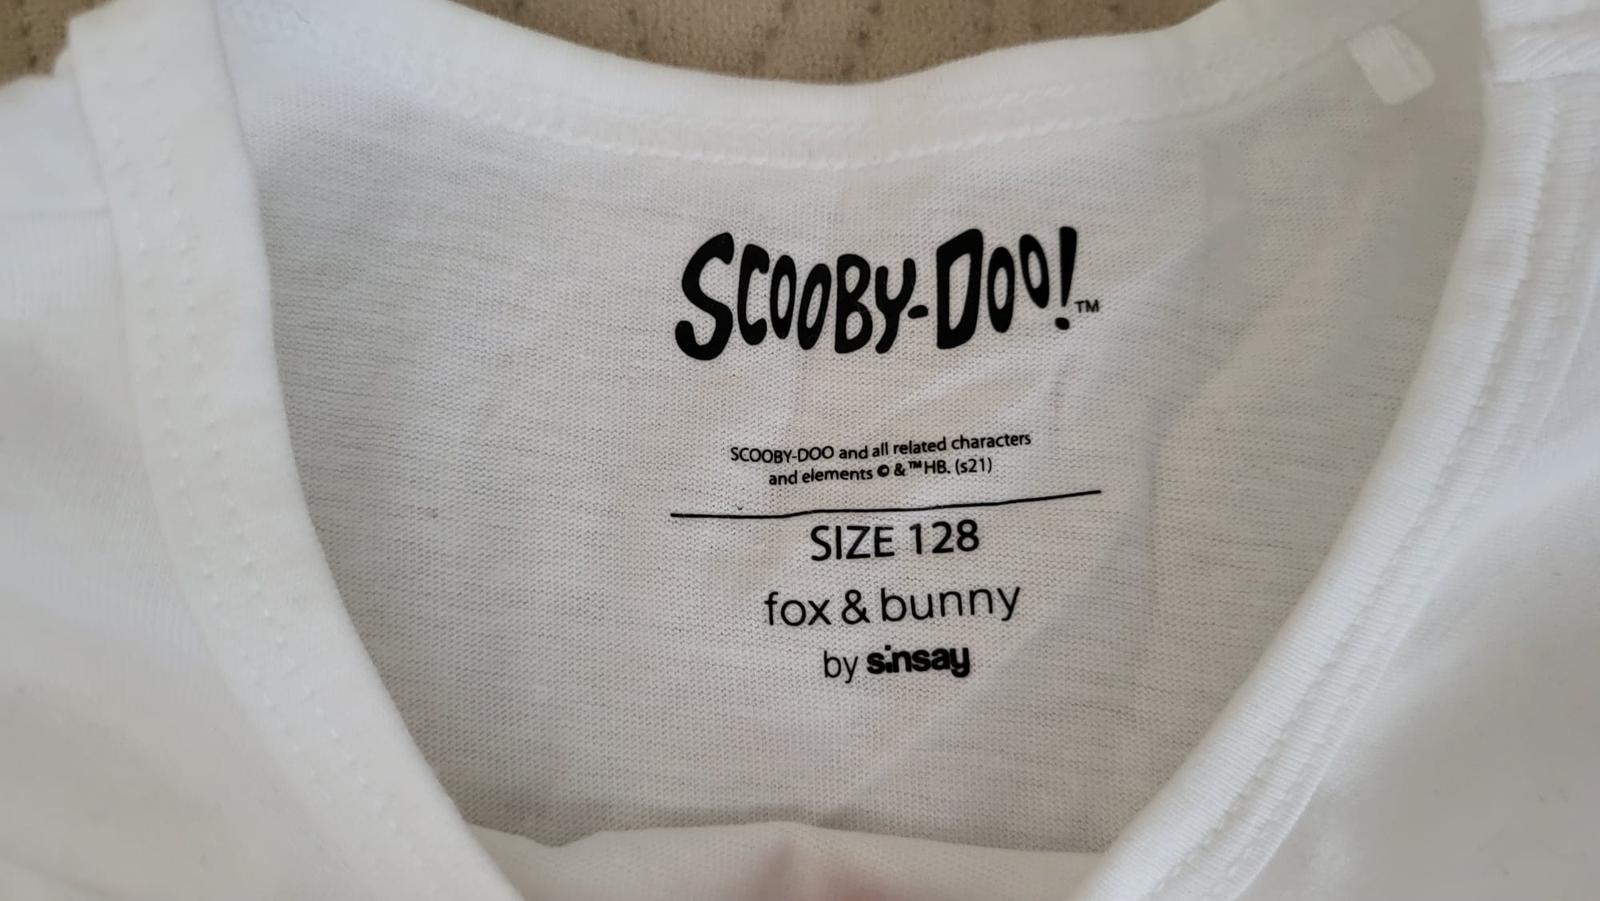 SCOOBY-DOO!™
SCOOBY-DOO and all related characters
and elements © & ™ HB. (s21)
SIZE 128
fox & bunny
by sinsay